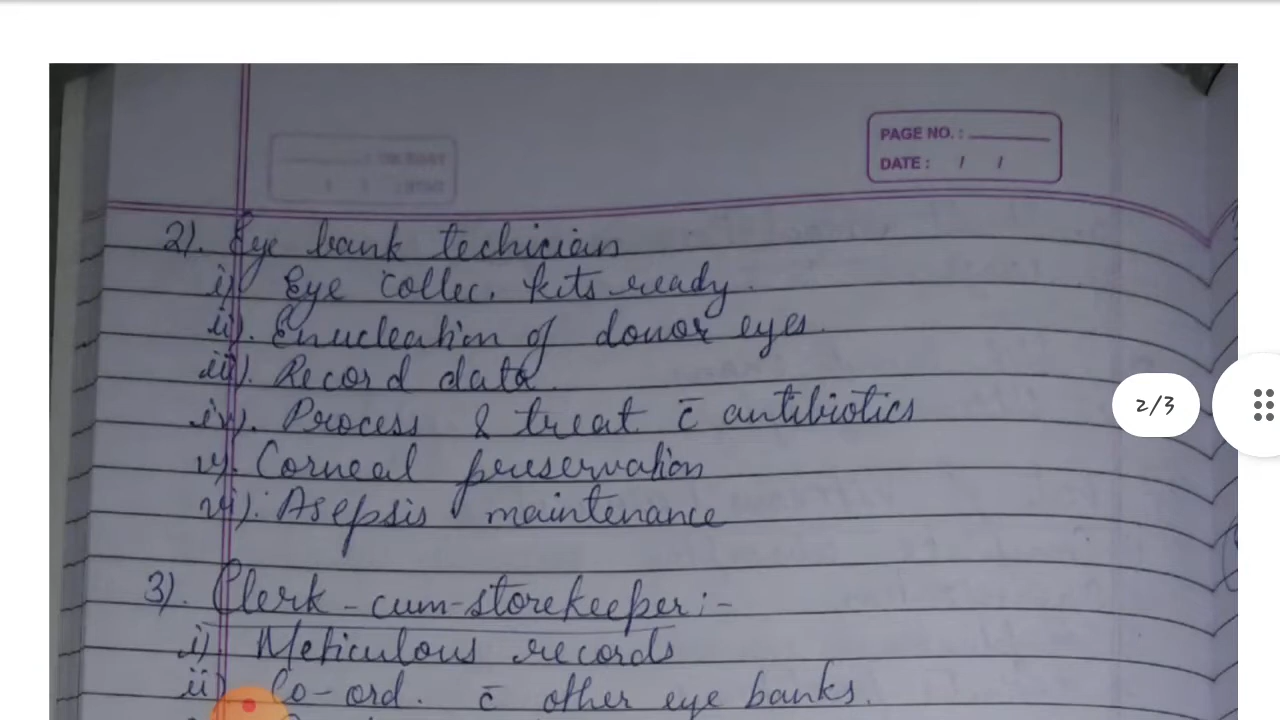 PAGE NO. :
DATE : / /
2). Eye bank techician
i) Eye collec. kits ready.
ii). Enucleation of donor eyes.
iii). Record data.
iv). Process & treat c̄ antibiotics
v). Corneal preservation
vi). Asepsis maintenance
2/3
3). Clerk-cum-storekeeper:-
i) Meticulous records
ii) Co-ord. c̄ other eye banks.